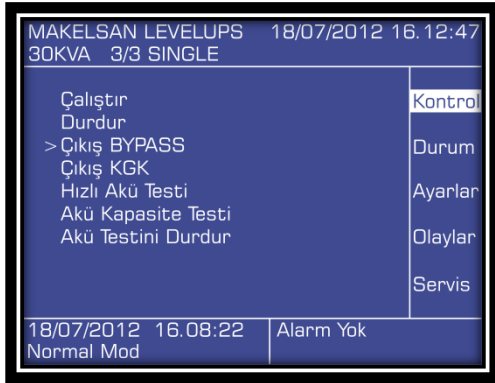 MAKELSAN LEVELUPS 18/07/2012 16.12:47
30KVA 3/3 SINGLE
Çalıştır
Durdur
>Çıkış BYPASS
Çıkış KGK
Hızlı Akü Testi
Akü Kapasite Testi
Akü Testini Durdur
Kontrol
Durum
Ayarlar
Olaylar
Servis
18/07/2012 16.08:22
Normal Mod
Alarm Yok